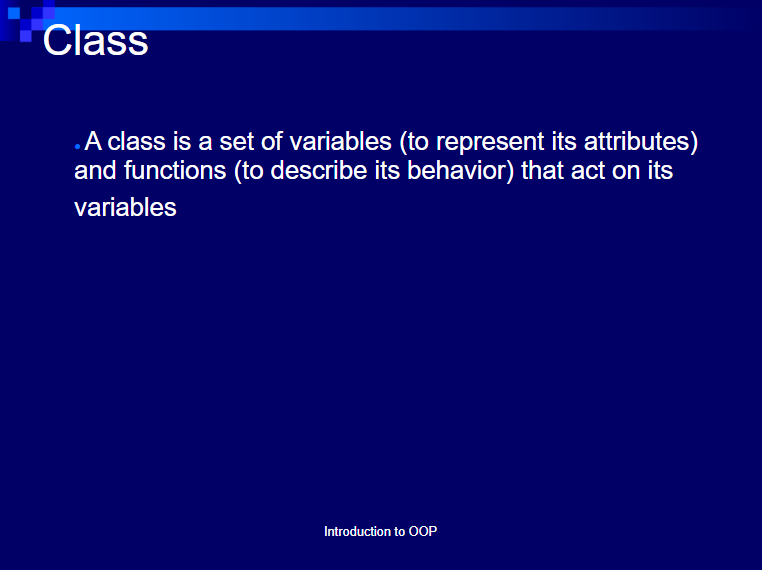 Class
• A class is a set of variables (to represent its attributes)
and functions (to describe its behavior) that act on its
variables
Introduction to OOP